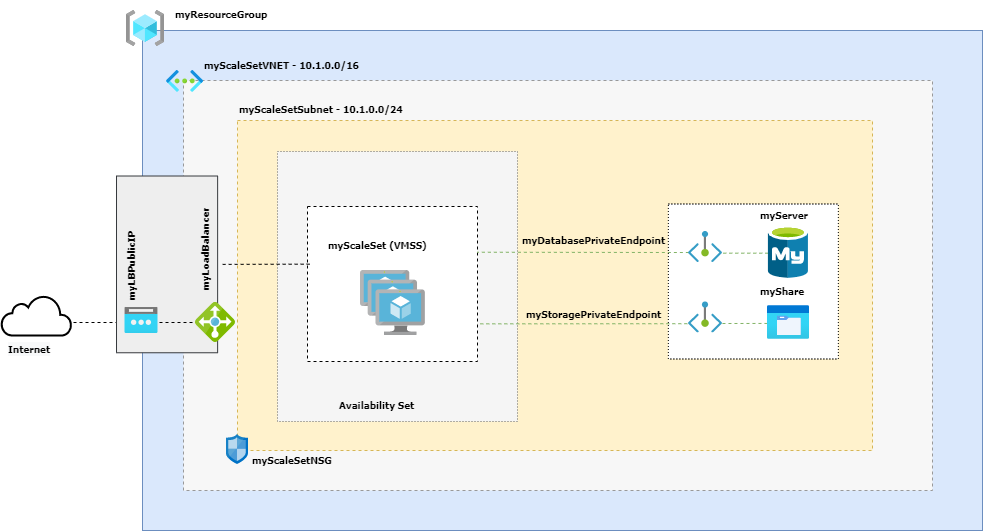 myResourceGroup
myScaleSetVNET - 10.1.0.0/16
myScaleSetSubnet - 10.1.0.0/24
myLBPublicIP
myLoadBalancer
myScaleSet (VMSS)
myDatabasePrivateEndpoint
myServer
My
myShare
myStoragePrivateEndpoint
Internet
Availability Set
myScaleSetNSG